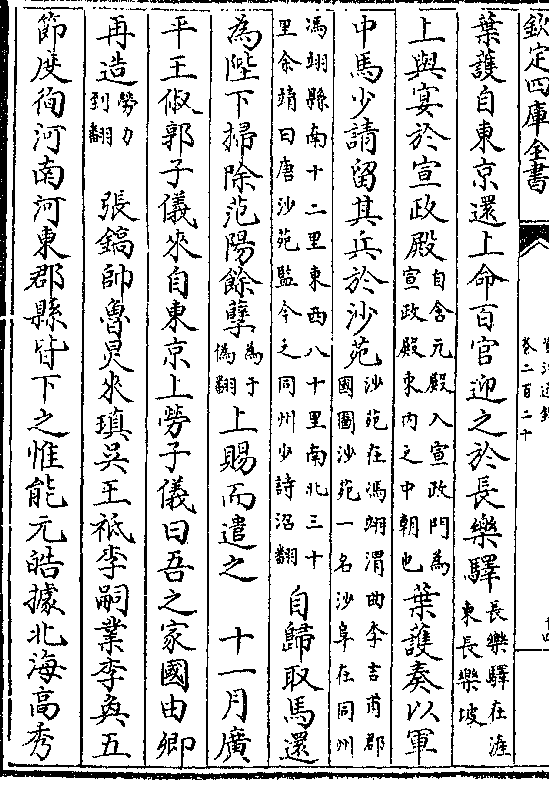 欽定四庫全書
卷二百二十
葉護自東京還上命百官迎之於長樂驛長樂驛在滻東長樂坡
上與宴於宣政殿自含元殿入宣政門為宣政殿東內之中朝也葉護奏以軍
中馬少請留其兵於沙苑沙苑在馮翊渭曲李吉甫郡國圖沙苑一名沙阜在同州
馮翊縣南十二里東西八十里南北三十里余靖曰唐沙苑監今之同州少詩沼翻自歸取馬還
為陛下掃除范陽餘孽為于偽翻上賜而遣之 十一月廣
平王俶郭子儀來自東京上勞子儀曰吾之家國由卿
再造勞力到翻 張鎬帥魯炅來瑱吳王祗李嗣業李奐五
節度徇河南河東郡縣皆下之惟能元皓據北海高秀